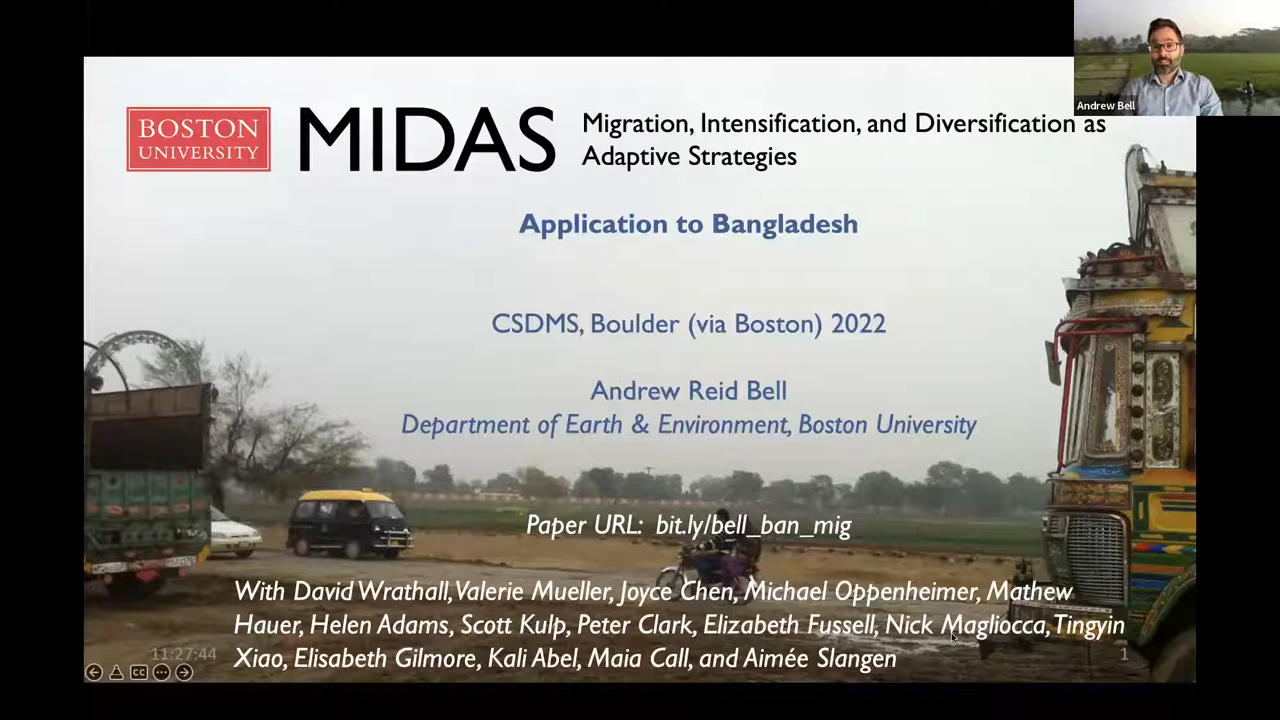 BOSTON
UNIVERSITY
MIDAS
Migration, Intensification, and Diversification as
Adaptive Strategies
Andrew Bell
Application to Bangladesh
CSDMS, Boulder (via Boston) 2022
Andrew Reid Bell
Department of Earth & Environment, Boston University
Paper URL: bit.ly/bell_ban_mig
With David Wrathall, Valerie Mueller, Joyce Chen, Michael Oppenheimer, Mathew
Hauer, Helen Adams, Scott Kulp, Peter Clark, Elizabeth Fussell, Nick Magliocca, Tingyin
Xiao, Elisabeth Gilmore, Kali Abel, Maia Call, and Aimée Slangen
11:27:44
1
CC